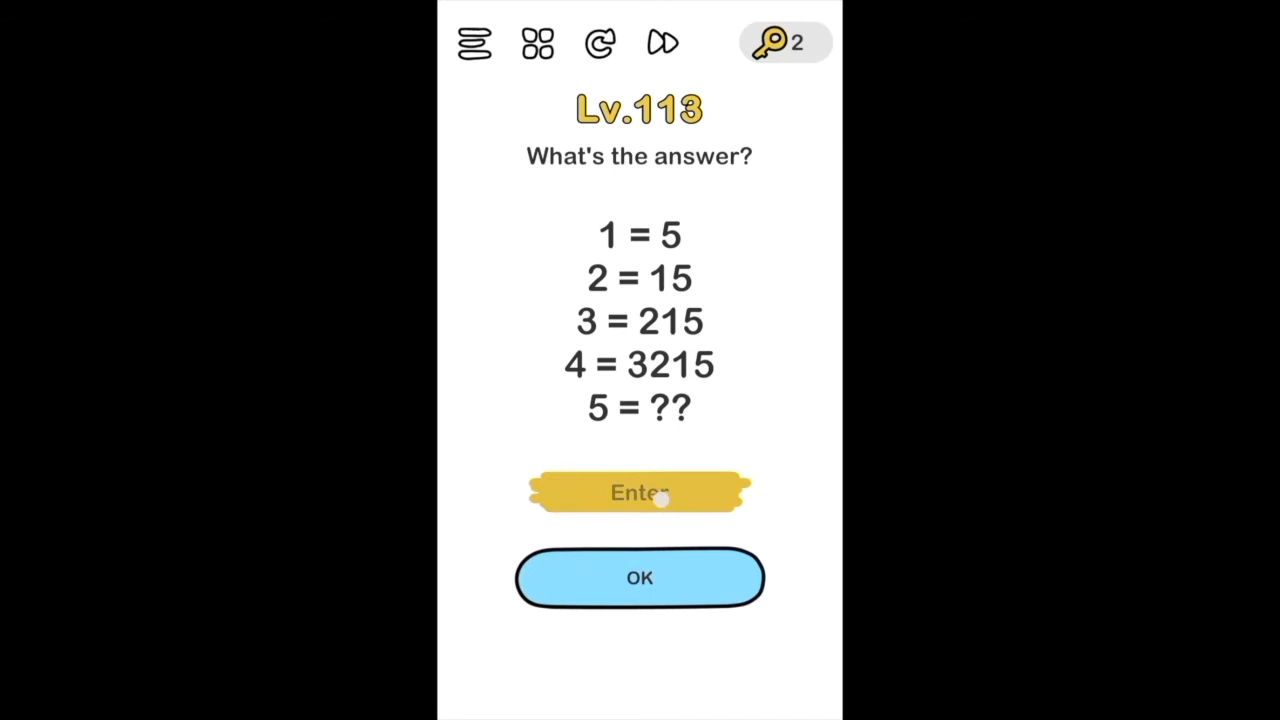 2
Lv.113
What's the answer?
1 = 5
2 = 15
3 = 215
4 = 3215
5 = ??
Enter
OK